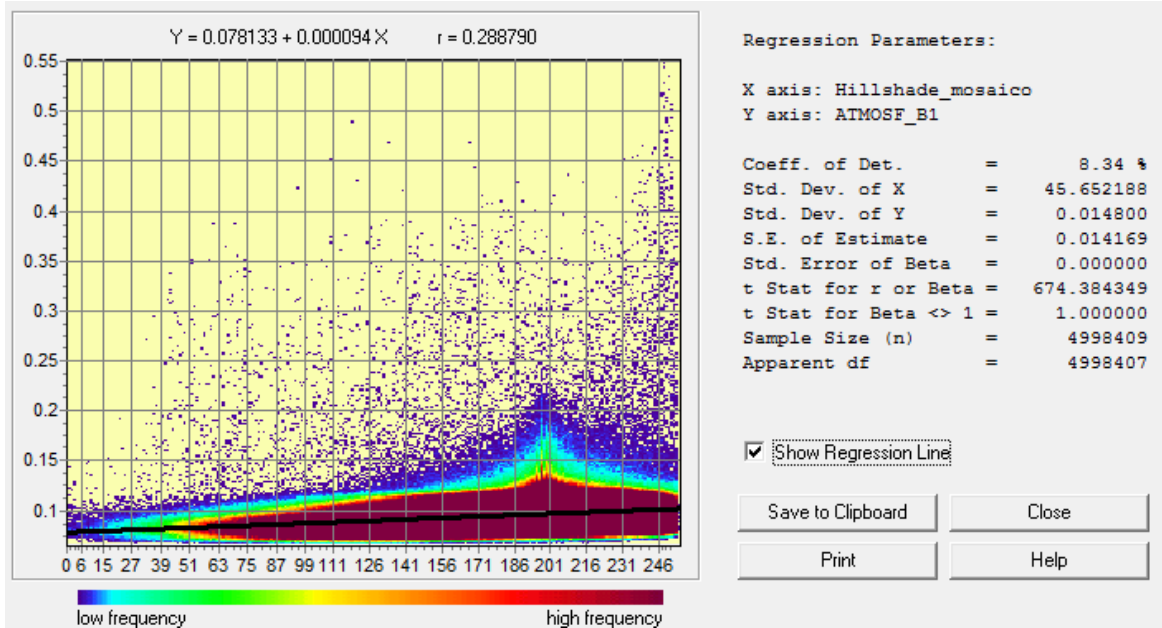 Y = 0.078133 + 0.000094 X r = 0.288790
0.55
0.5
0.45
0.4
0.35
0.3
0.25
0.2
0.15
0.1
0 6 15 27 39 51 63 75 87 99 111 126 141 156 171 186 201 216 231 246
low frequency high frequency
Regression Parameters:
X axis: Hillshade_mosaico
Y axis: ATMOSF_B1
Coeff. of Det. = 8.34 %
Std. Dev. of X = 45.652188
Std. Dev. of Y = 0.014800
S.E. of Estimate = 0.014169
Std. Error of Beta = 0.000000
t Stat for r or Beta = 674.384349
t Stat for Beta <> 1 = 1.000000
Sample Size (n) = 4998409
Apparent df = 4998407
Show Regression Line
Save to Clipboard Close
Print Help